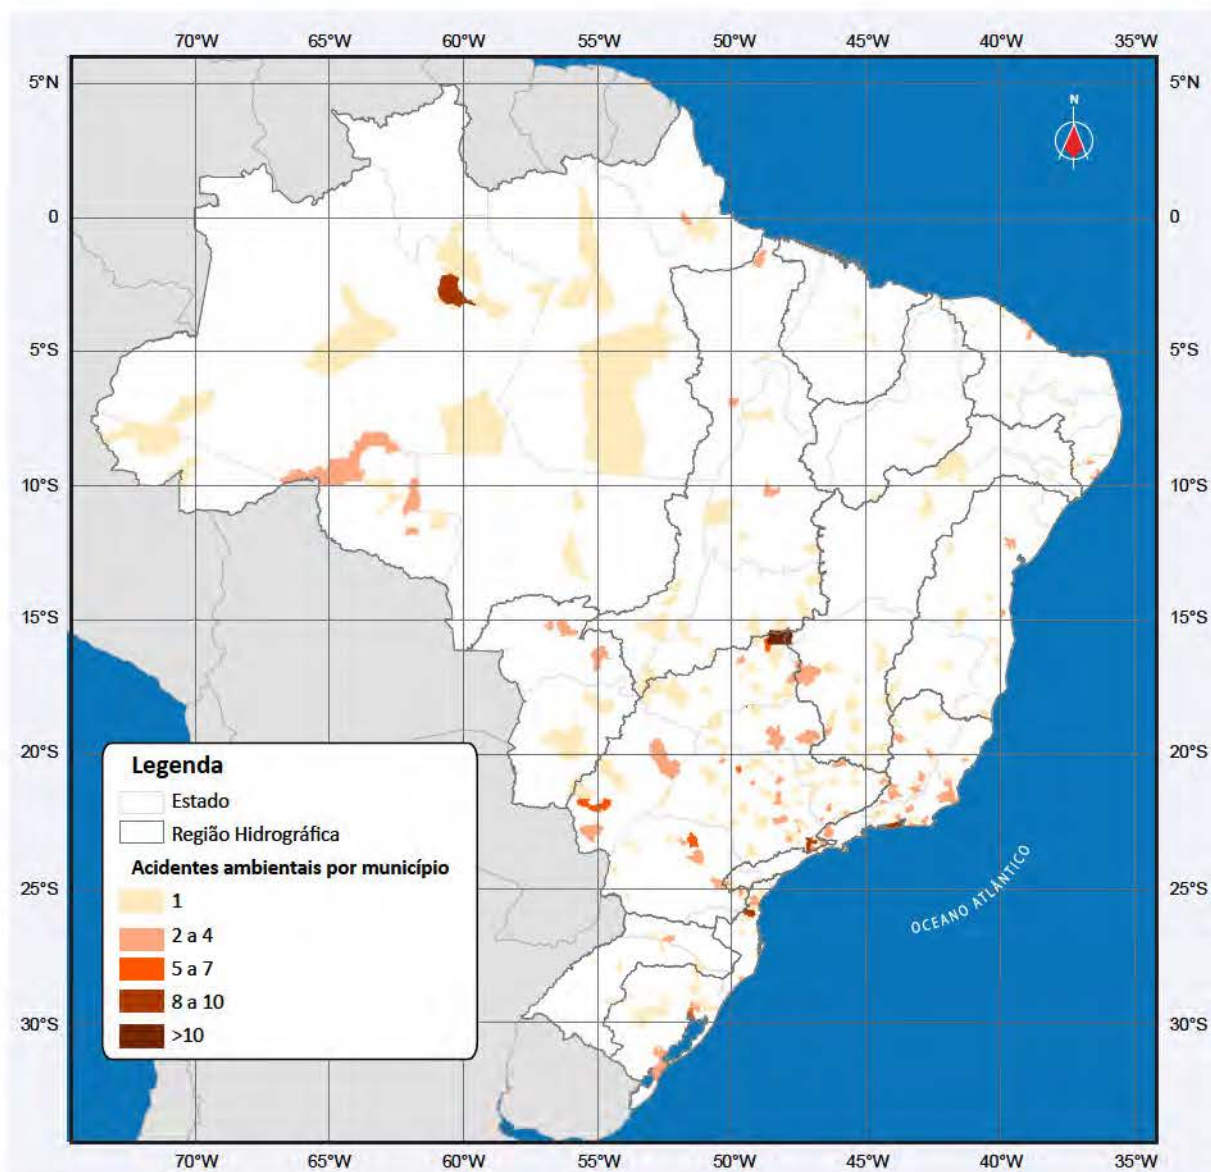 70°W 65°W 60°W 55°W 50°W 45°W 40°W 35°W
5°N 5°N
N
0 0
5°S 5°S
10°S 10°S
15°S 15°S
20°S 20°S
Legenda
Estado
Região Hidrográfica
Acidentes ambientais por município
1
2 a 4
5 a 7
8 a 10
>10
OCEANO ATLÂNTICO
25°S 25°S
30°S 30°S
70°W 65°W 60°W 55°W 50°W 45°W 40°W 35°W